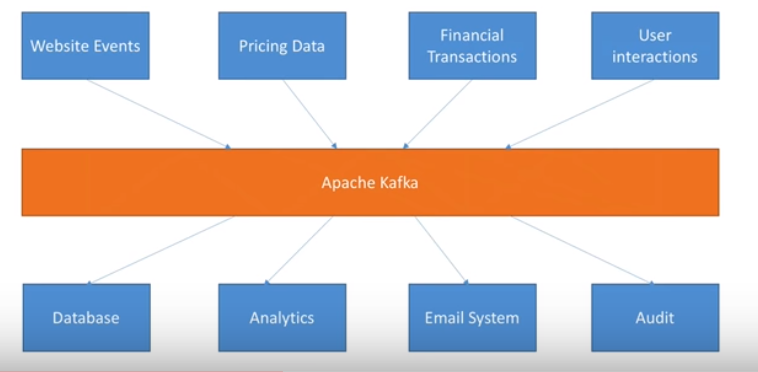 Website Events
Pricing Data
Financial
Transactions
User
interactions
Apache Kafka
Database
Analytics
Email System
Audit